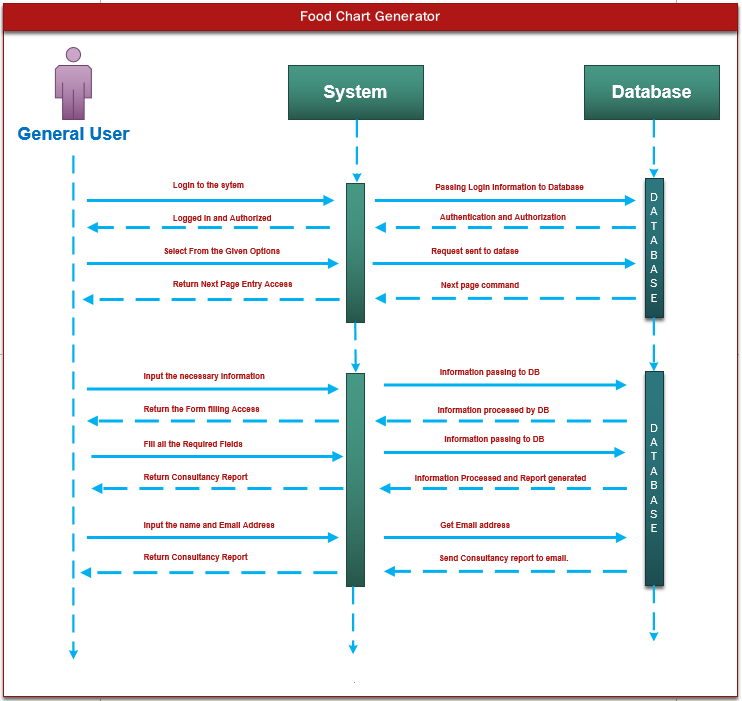 Food Chart Generator
System
Database
General User
Login to the sytem
Passing Login Information to Database
Logged in and Authorized
Authentication and Authorization
Select From the Given Options
Request sent to datase
Return Next Page Entry Access
Next page command
DATABASE
Input the necessary information
Information passing to DB
Return the Form filling Access
Information processed by DB
Fill all the Required Fields
Information passing to DB
Return Consultancy Report
Information Processed and Report generated
Input the name and Email Address
Get Email address
Return Consultancy Report
Send Consultancy report to email.
DATABASE